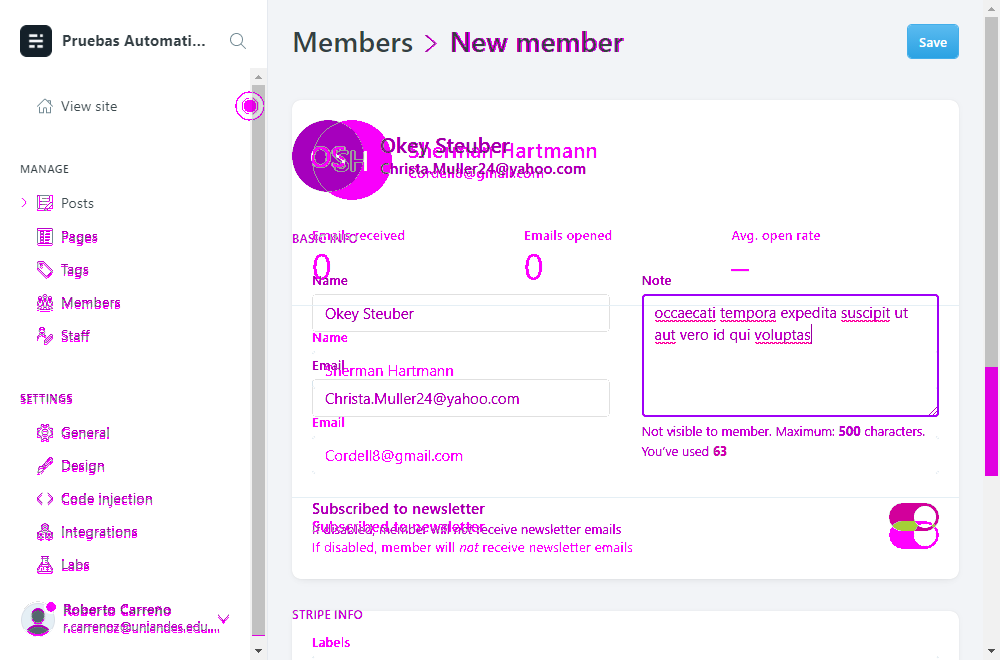 Pruebas Automati...
Members > New member
Save
View site
MANAGE
Posts
Pages
Tags
Members
Staff
SETTINGS
General
Design
Code injection
Integrations
Labs
Roberto Carreño
r.carrenoz@uniandes.edu....
OS
SH
Okey Steuber
Sherman Hartmann
Christa.Muller24@yahoo.com
Cordell8@gmail.com
BASIC INFO
Emails received
Emails opened
Avg. open rate
0
0
—
Name
Okey Steuber
Name
Sherman Hartmann
Email
Christa.Muller24@yahoo.com
Email
Cordell8@gmail.com
Note
occaecati tempora expedita suscipit ut
aut vero id qui voluptas
Not visible to member. Maximum: 500 characters.
You've used 63
Subscribed to newsletter
Subscribed to newsletter
If disabled, member will not receive newsletter emails
If disabled, member will not receive newsletter emails
STRIPE INFO
Labels